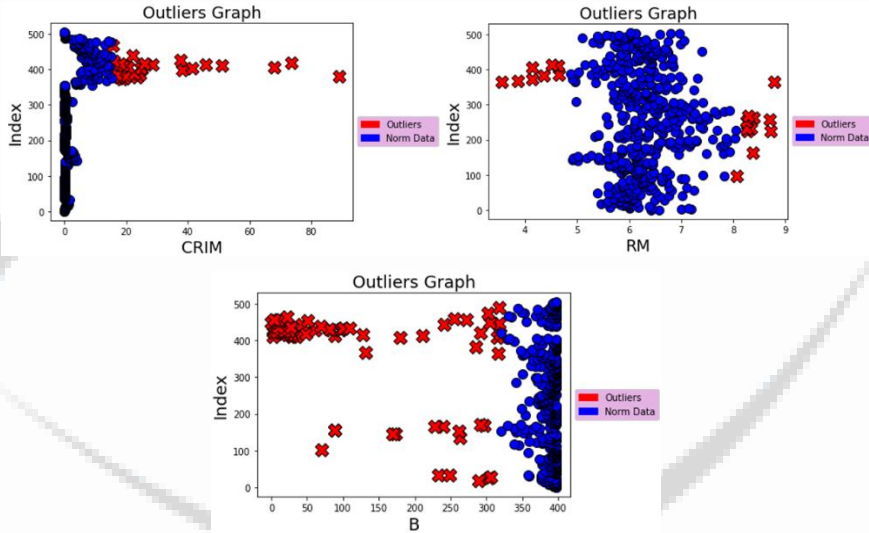 Outliers Graph
500
400
300
200
100
0
Index
0 20 40 60 80
CRIM
Outliers
Norm Data
Outliers Graph
500
400
300
200
100
0
Index
4 5 6 7 8 9
RM
Outliers
Norm Data
Outliers Graph
500
400
300
200
100
0
Index
0 50 100 150 200 250 300 350 400
B
Outliers
Norm Data